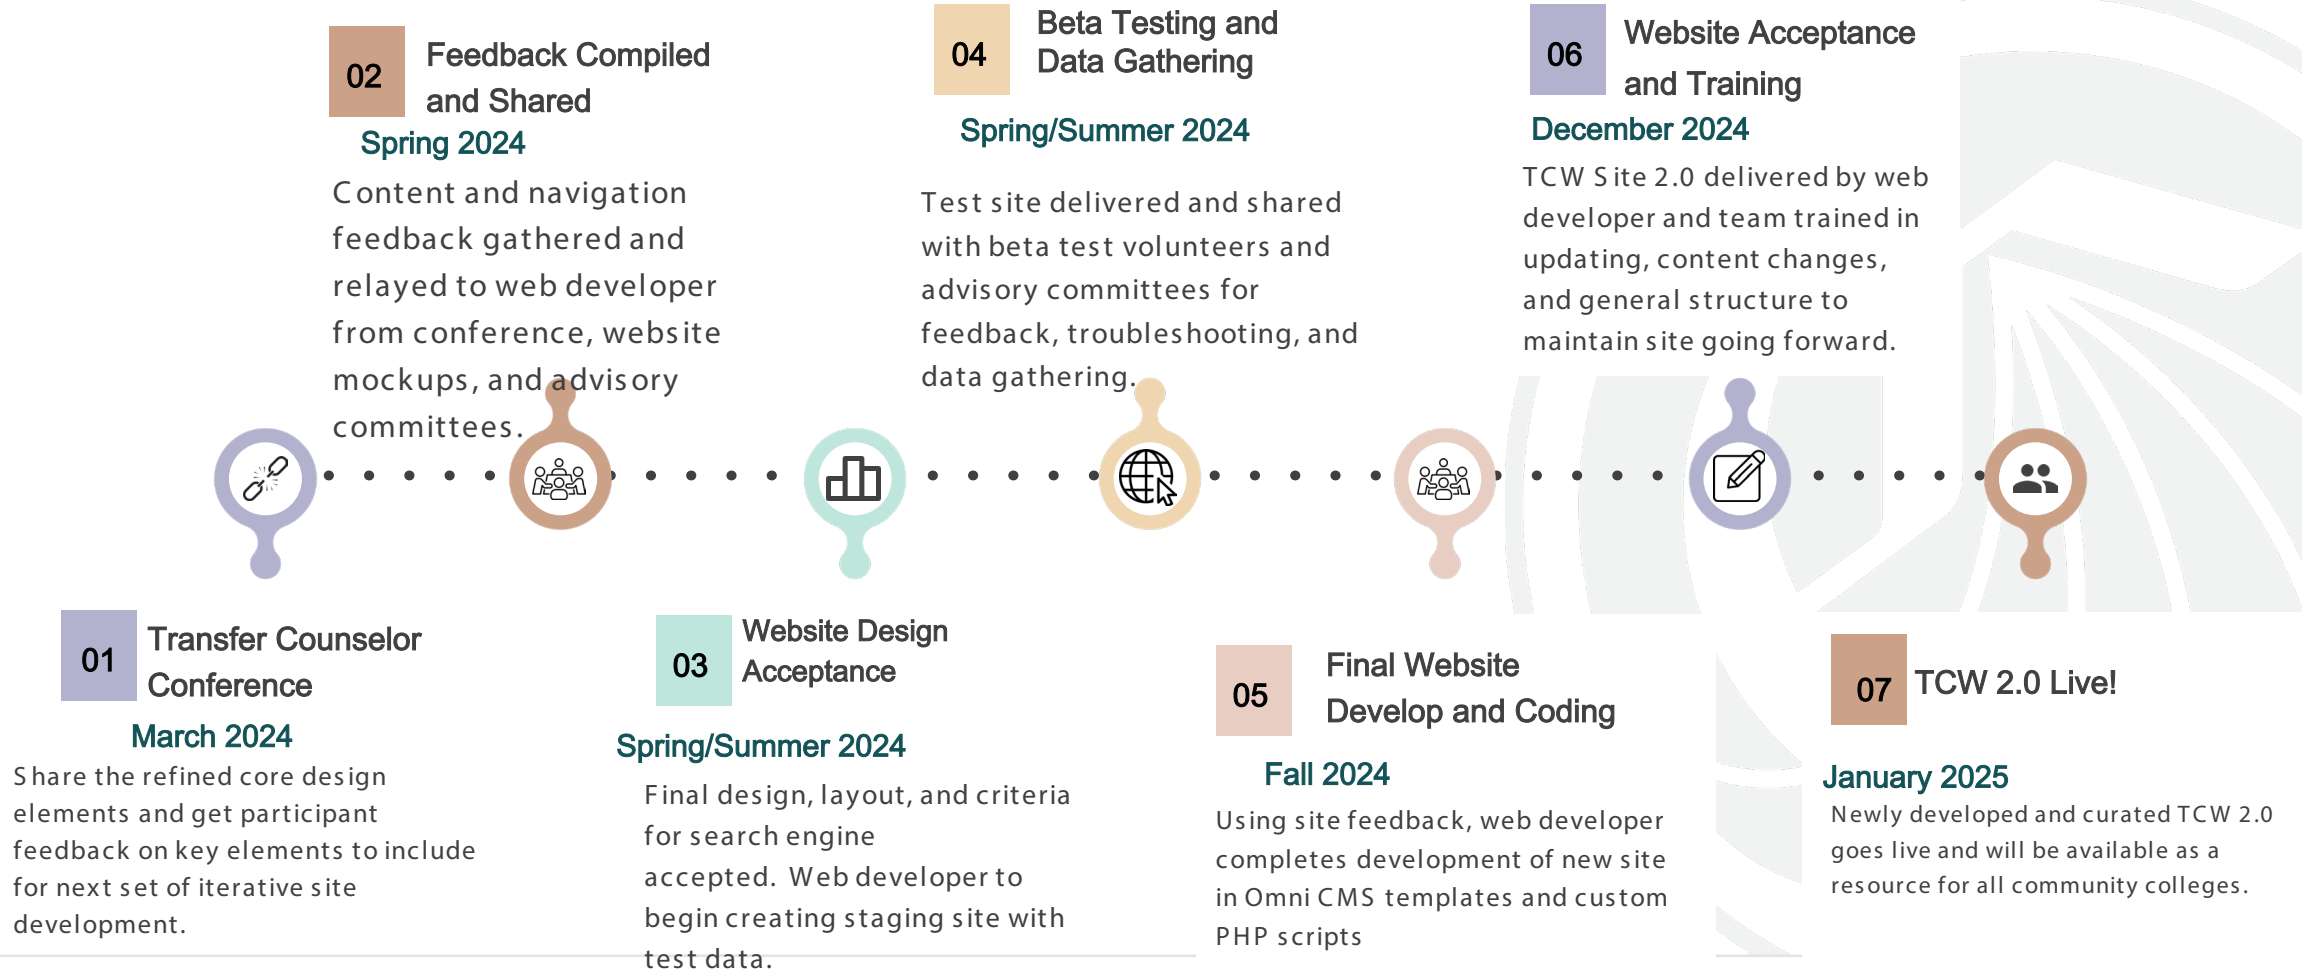 01
Transfer Counselor
Conference
March 2024
Share the refined core design
elements and get participant
feedback on key elements to include
for next set of iterative site
development.
02
Feedback Compiled
and Shared
Spring 2024
Content and navigation
feedback gathered and
relayed to web developer
from conference, website
mockups, and advisory
committees.
03
Website Design
Acceptance
Spring/Summer 2024
Final design, layout, and criteria
for search engine
accepted. Web developer to
begin creating staging site with
test data.
04
Beta Testing and
Data Gathering
Spring/Summer 2024
Test site delivered and shared
with beta test volunteers and
advisory committees for
feedback, troubleshooting, and
data gathering.
05
Final Website
Develop and Coding
Fall 2024
Using site feedback, web developer
completes development of new site
in Omni CMS templates and custom
PHP scripts
06
Website Acceptance
and Training
December 2024
TCW Site 2.0 delivered by web
developer and team trained in
updating, content changes,
and general structure to
maintain site going forward.
07
TCW 2.0 Live!
January 2025
Newly developed and curated TCW 2.0
goes live and will be available as a
resource for all community colleges.